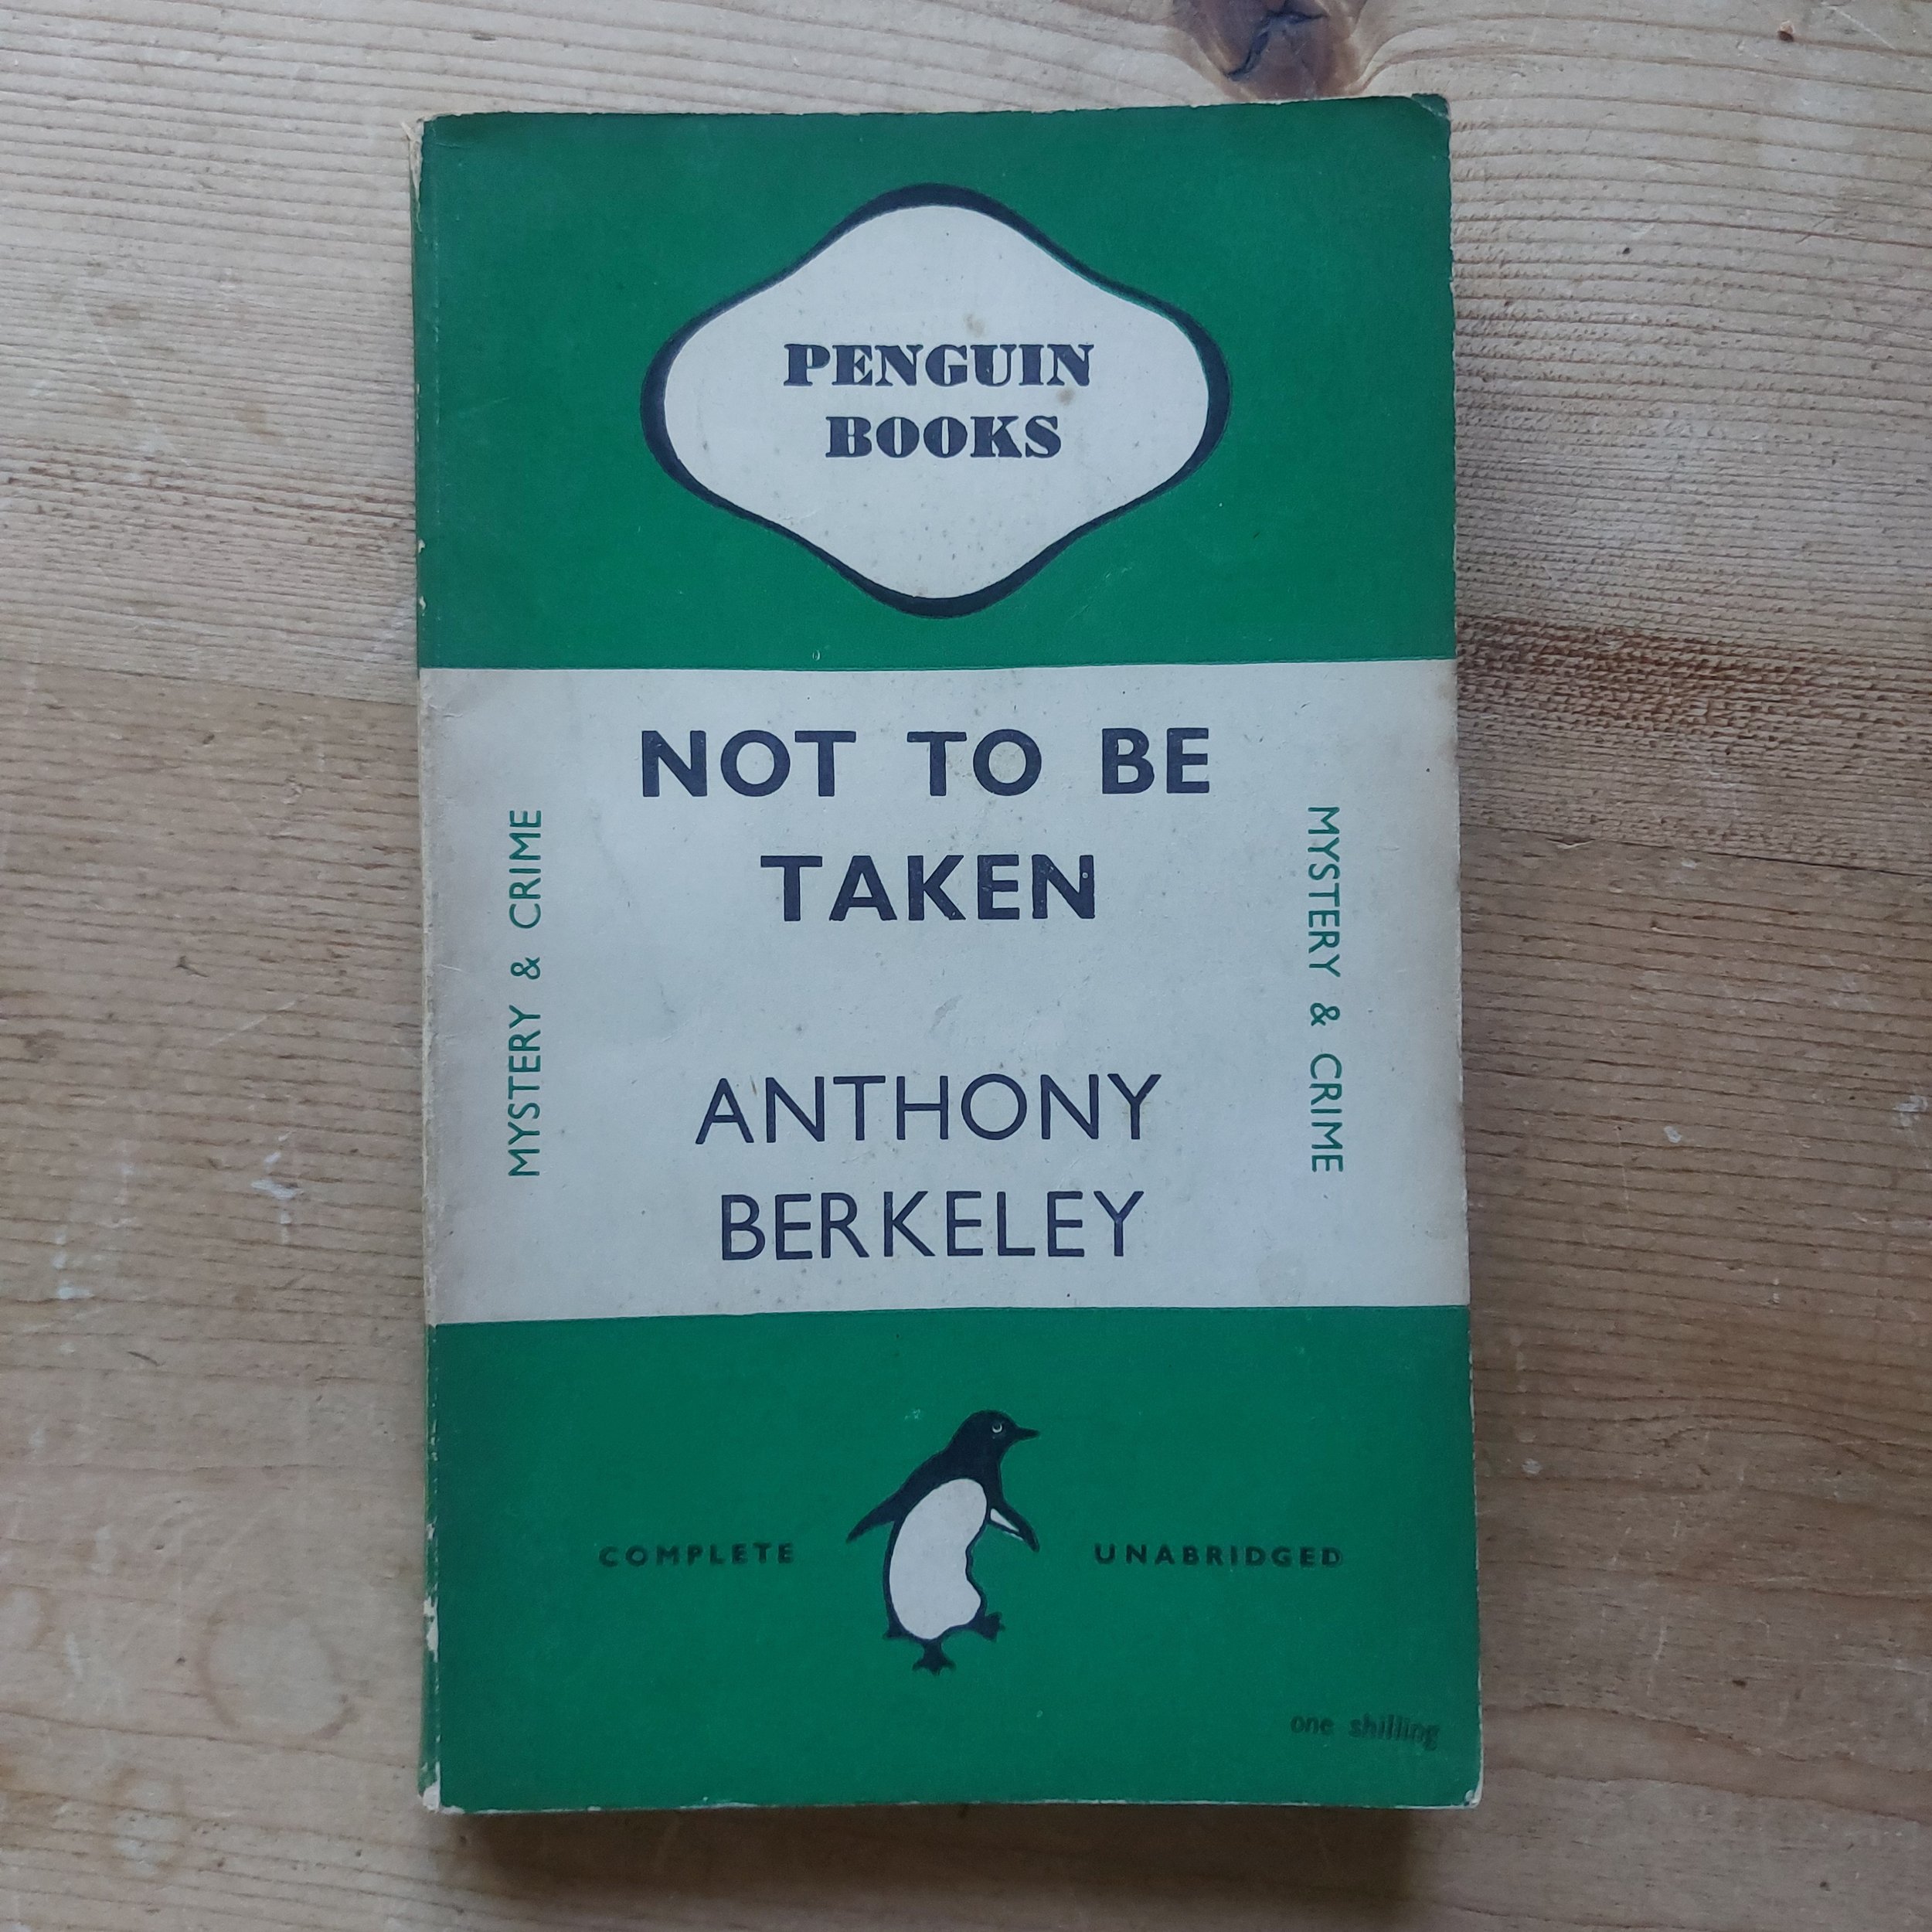 PENGUIN
BOOKS
NOT TO BE
TAKEN
MYSTERY & CRIME
MYSTERY & CRIME
ANTHONY
BERKELEY
COMPLETE
UNABRIDGED
one shilling